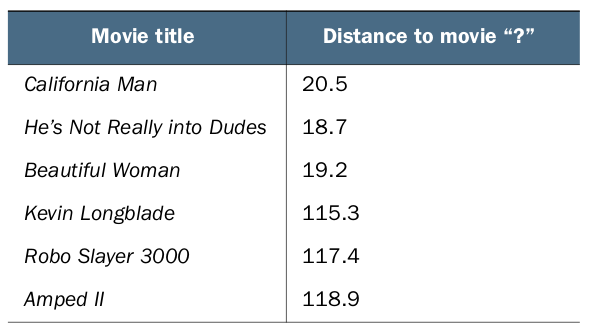 Movie title Distance to movie “?”
California Man 20.5
He’s Not Really into Dudes 18.7
Beautiful Woman 19.2
Kevin Longblade 115.3
Robo Slayer 3000 117.4
Amped II 118.9